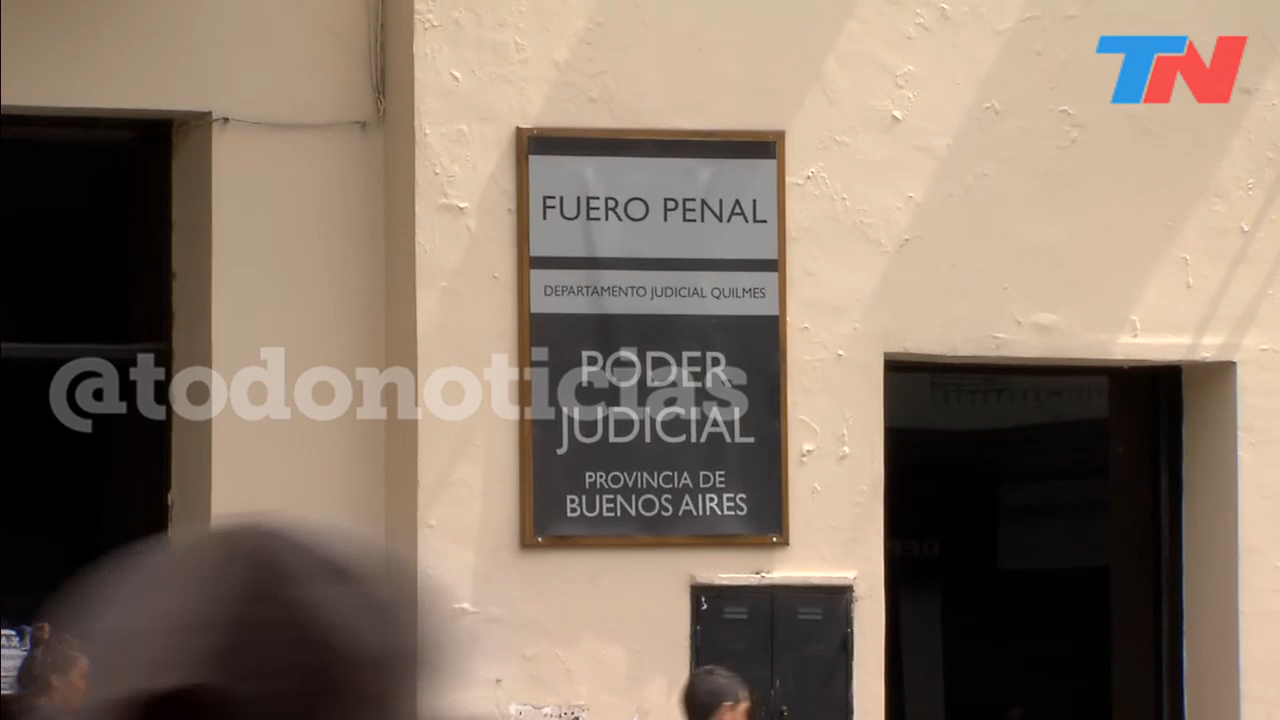 TN
FUERO PENAL
DEPARTAMENTO JUDICIAL QUILMES
@todonoticias
PODER
JUDICIAL
PROVINCIA DE
BUENOS AIRES